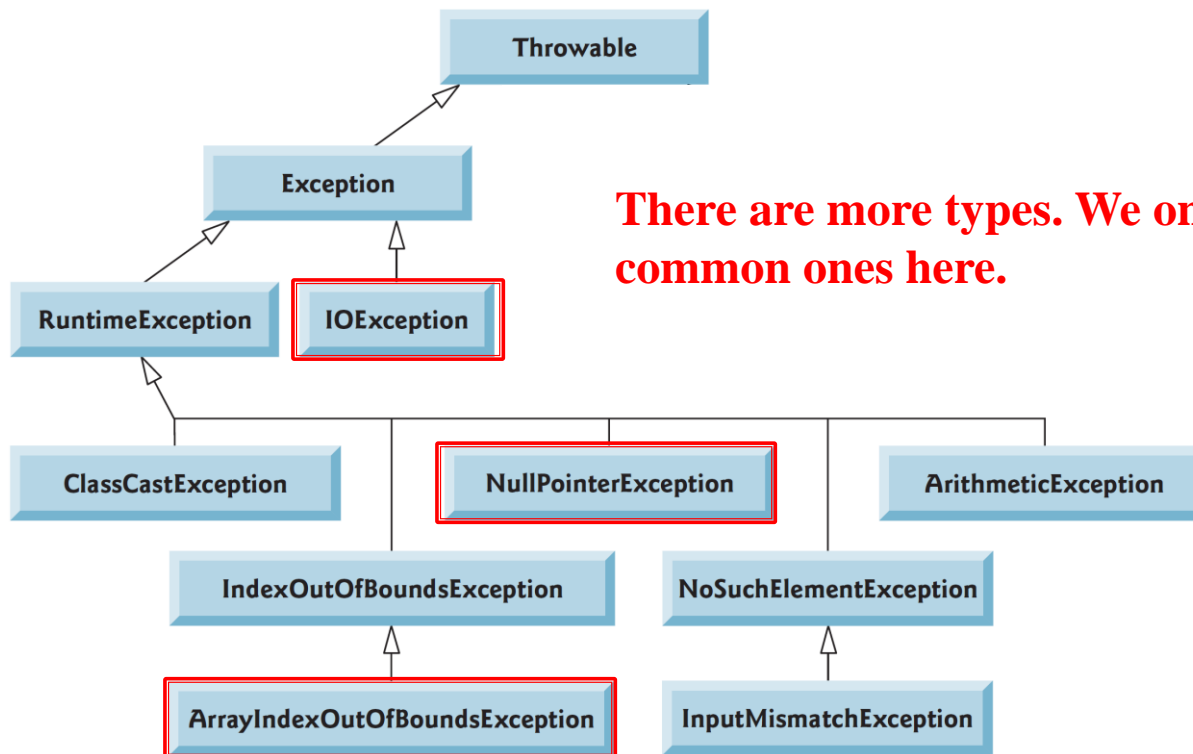 Throwable
Exception
There are more types. We on
common ones here.
RuntimeException
IOException
ClassCastException
NullPointerException
ArithmeticException
IndexOutOfBoundsException
NoSuchElementException
ArrayIndexOutOfBoundsException
InputMismatchException